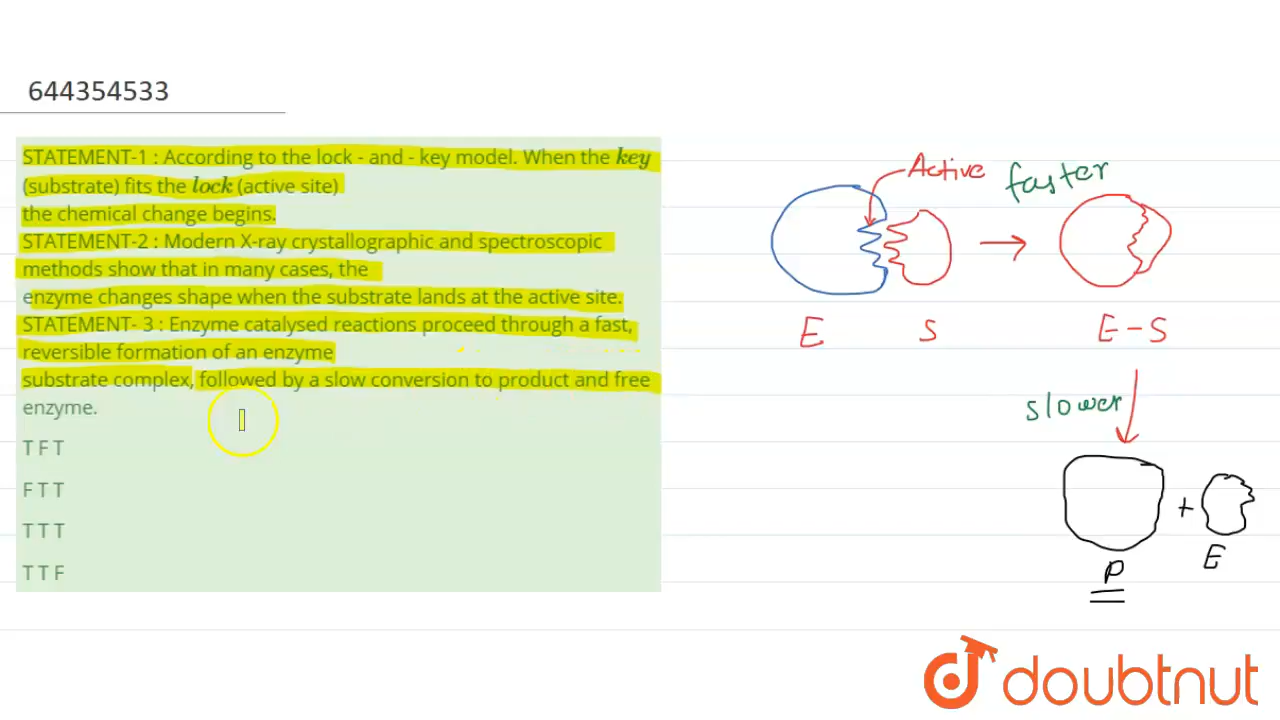 644354533
STATEMENT-1 : According to the lock - and - key model. When the key
(substrate) fits the lock (active site)
the chemical change begins.
STATEMENT-2 : Modern X-ray crystallographic and spectroscopic
methods show that in many cases, the
enzyme changes shape when the substrate lands at the active site.
STATEMENT- 3 : Enzyme catalysed reactions proceed through a fast,
reversible formation of an enzyme
substrate complex, followed by a slow conversion to product and free
enzyme.
T F T
F T T
T T T
T T F
Active
faster
E
S
E-S
slower
+
P
E
doubtnut